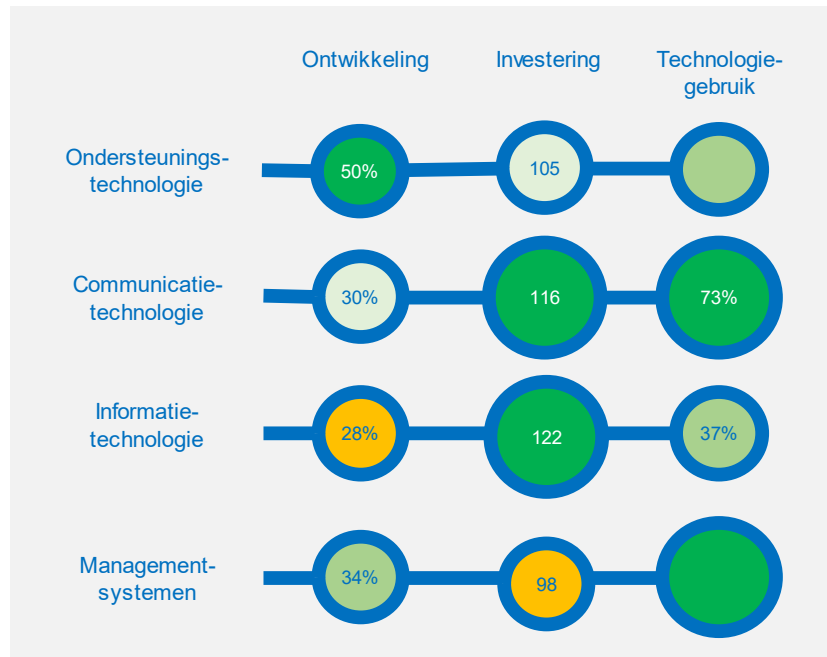 Ontwikkeling
Investering
Technologie-
gebruik
Ondersteunings-
technologie
50%
105
Communicatie-
technologie
30%
116
73%
Informatie-
technologie
28%
122
37%
Management-
systemen
34%
98